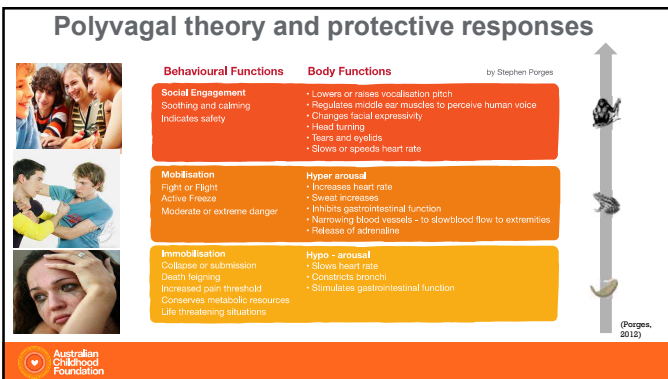 Polyvagal theory and protective responses
Behavioural Functions
Body Functions
by Stephen Porges
Social Engagement
Soothing and calming
Indicates safety
• Lowers or raises vocalisation pitch
• Regulates middle ear muscles to perceive human voice
• Changes facial expressivity
• Head turning
• Tears and eyelids
• Slows or speeds heart rate
Mobilisation
Fight or Flight
Active Freeze
Moderate or extreme danger
Hyper arousal
• Increases heart rate
• Sweat increases
• Inhibits gastrointestinal function
• Narrowing blood vessels - to slowblood flow to extremities
• Release of adrenaline
Immobilisation
Collapse or submission
Death feigning
Increased pain threshold
Conserves metabolic resources
Life threatening situations
Hypo - arousal
• Slows heart rate
• Constricts bronchi
• Stimulates gastrointestinal function
(Porges,
2012)
Australian
Childhood
Foundation